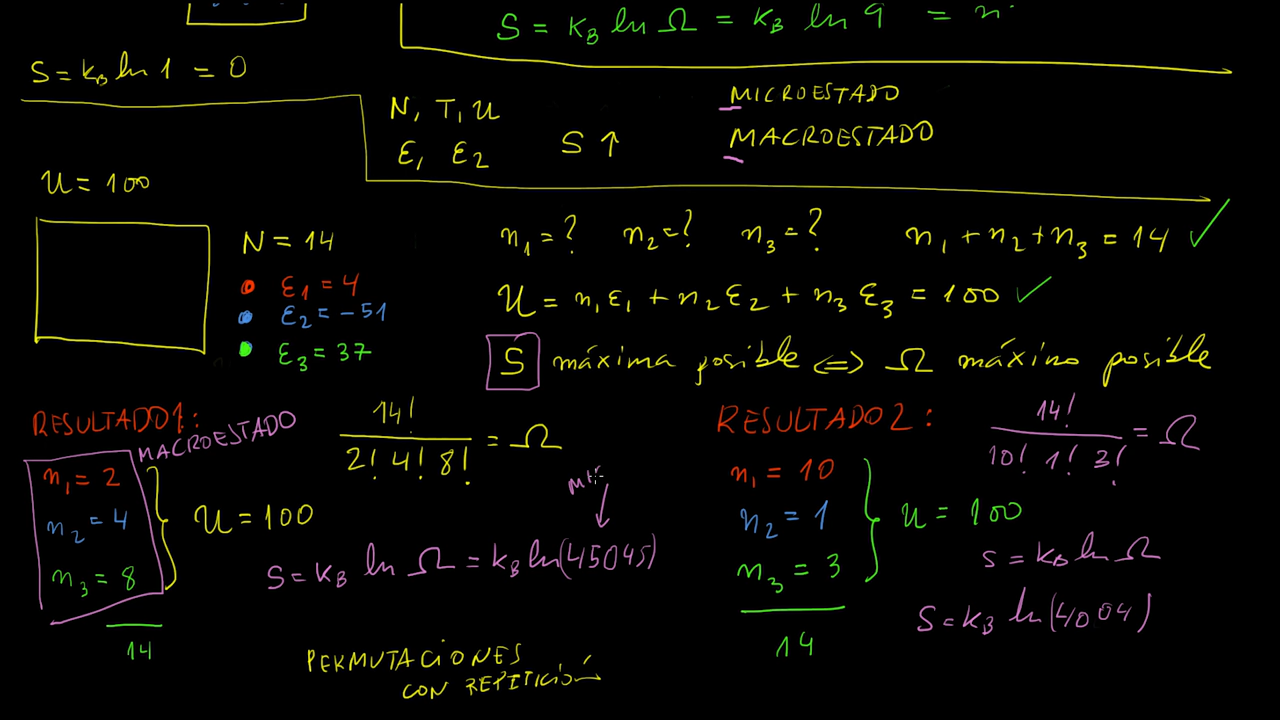 S = k_B ln Ω = k_B ln 9 =
S = k_B ln 1 = 0
N, T, U
ε₁ ε₂
S ↑
MICROESTADO
MACROESTADO
U = 100
N = 14
ε₁ = 4
ε₂ = -51
ε₃ = 37
n₁ = ? n₂ = ? n₃ = ? n₁ + n₂ + n₃ = 14 ✓
U = n₁ε₁ + n₂ε₂ + n₃ε₃ = 100 ✓
S máxima posible <=> Ω máximo posible
RESULTADO 1:
MACROESTADO
n₁ = 2
n₂ = 4
n₃ = 8
14
U = 100
14! / 2! 4! 8! = Ω
S = k_B ln Ω = k_B ln(45045)
PERMUTACIONES
CON REPETICIÓN
RESULTADO 2:
n₁ = 10
n₂ = 1
n₃ = 3
14
U = 100
14! / 10! 1! 3! = Ω
S = k_B ln Ω
S = k_B ln(4004)